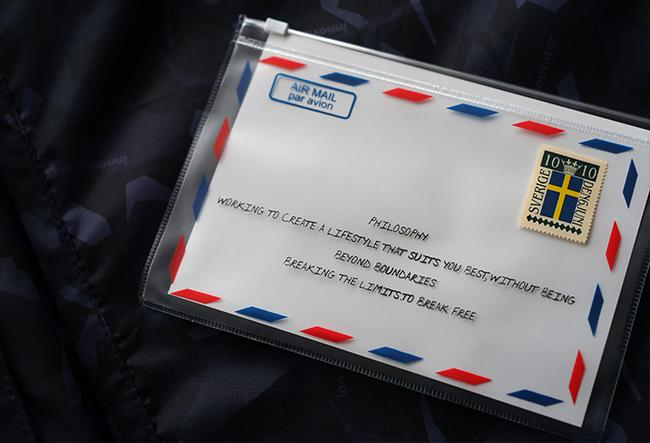 AIR MAIL
par avion
10 10
SVERIGE
DENGJUNI
PHILOSOPHY
WORKING TO CREATE A LIFESTYLE THAT SUITS YOU BEST,WITHOUT BEING
BEYOND BOUNDARIES
BREAKING THE LIMITS.TO BREAK FREE